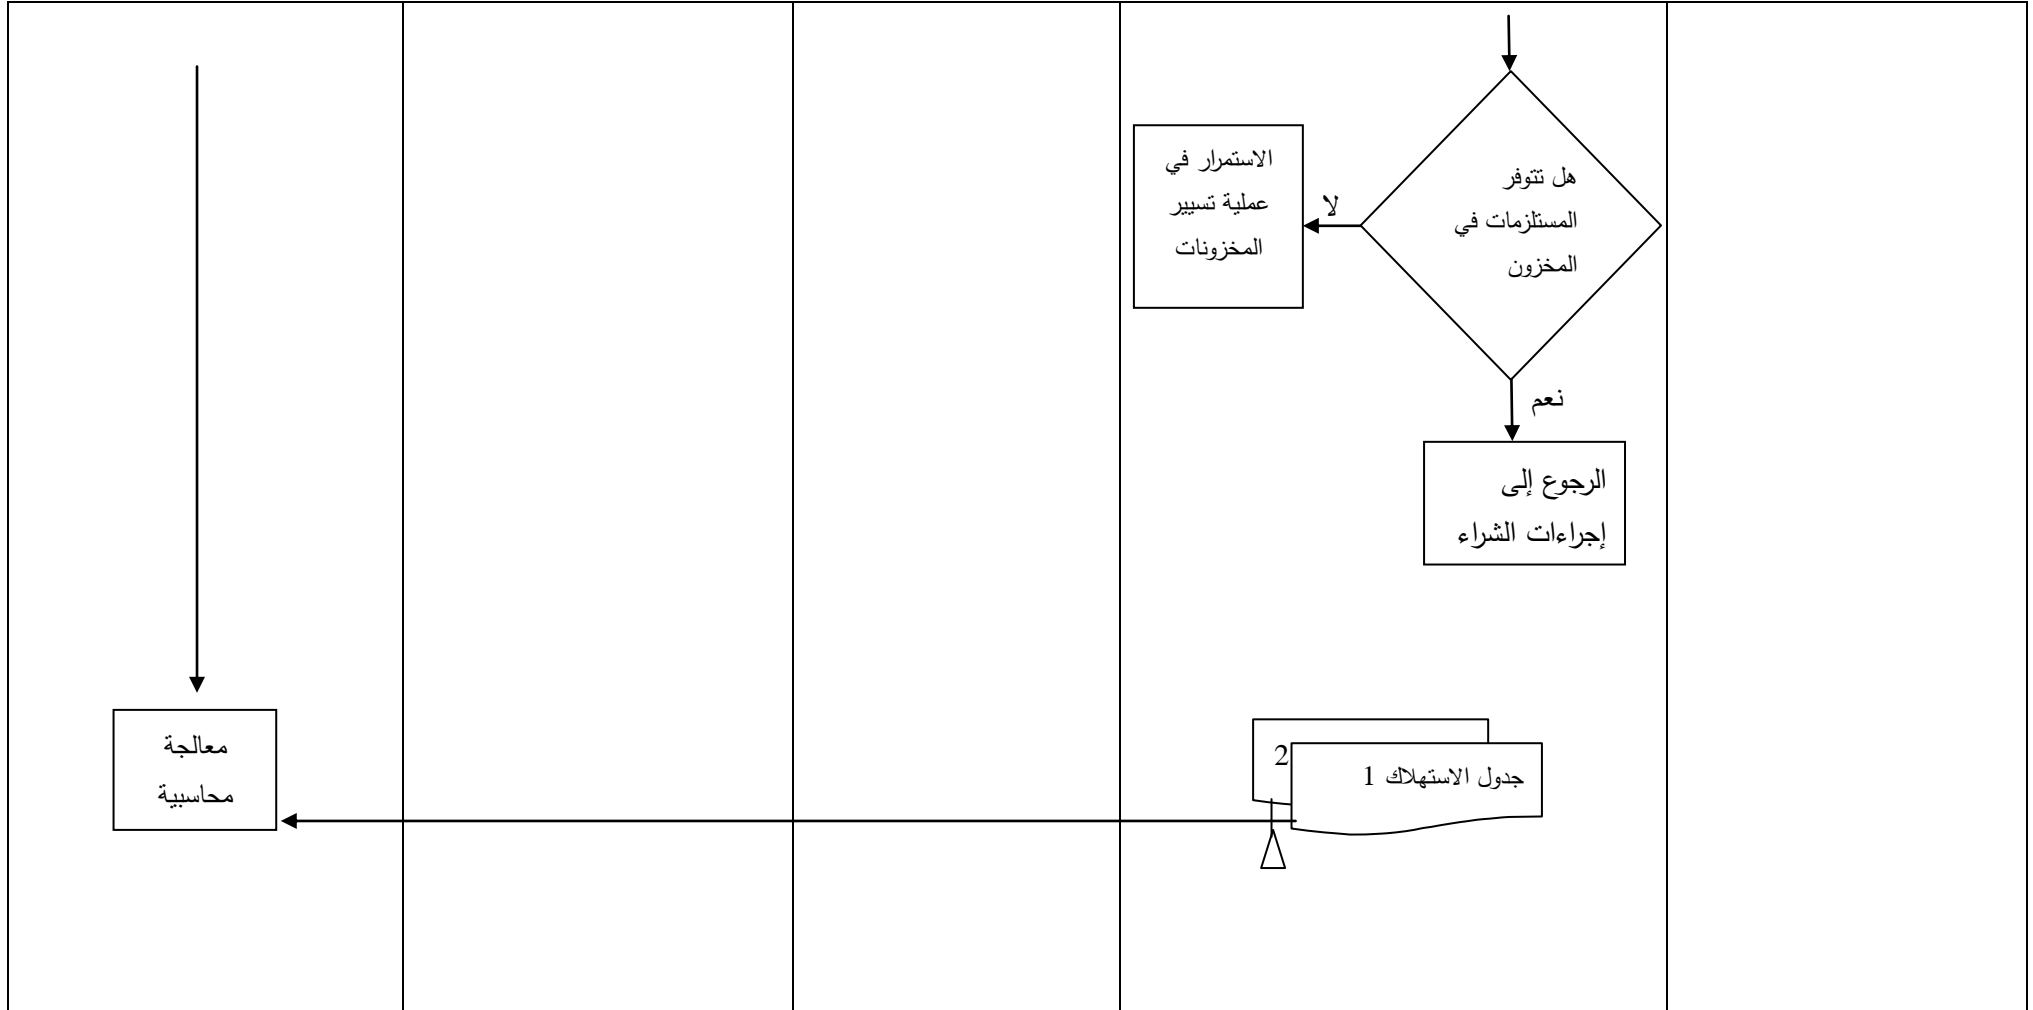 هل تتوفر
المستلزمات في
المخزون
لا
الاستمرار في
عملية تسيير
المخزونات
نعم
الرجوع إلى
إجراءات الشراء
2
جدول الاستهلاك 1
معالجة
محاسبية